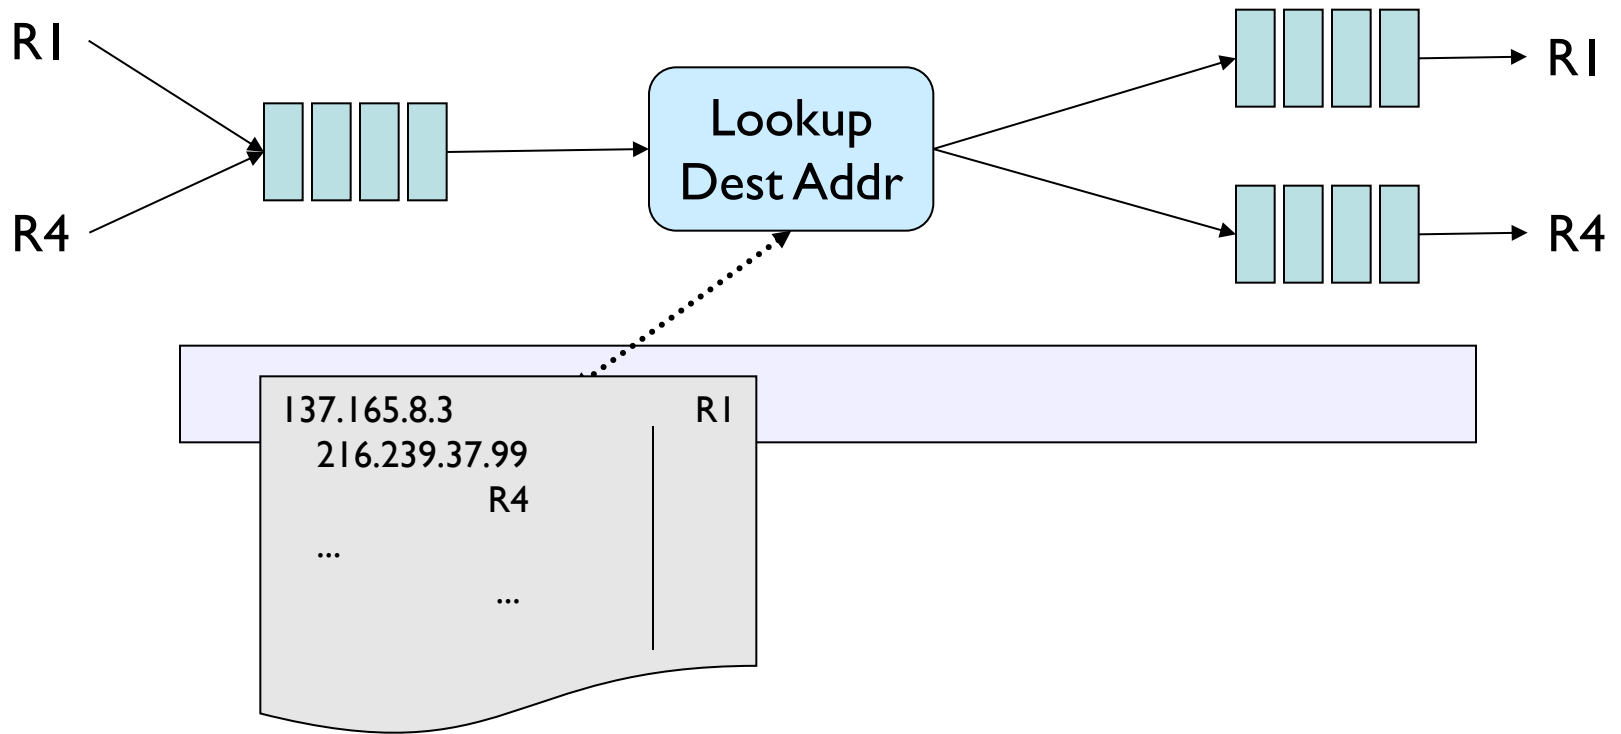 R1
R4
Lookup
Dest Addr
R1
R4
137.165.8.3 R1
216.239.37.99
R4
...
...